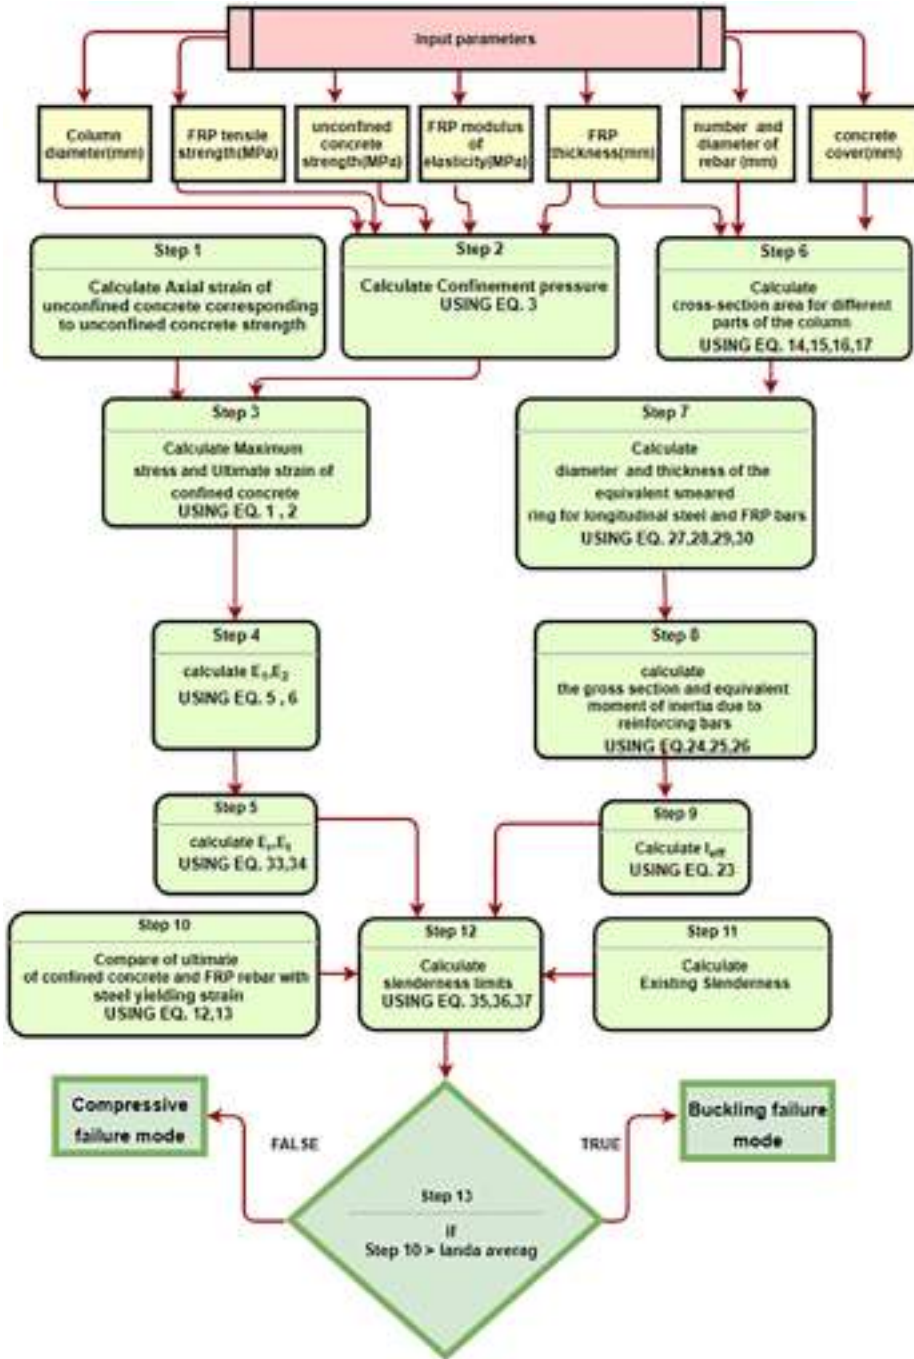 Input parameters
Column
diameter(mm)
FRP tensile
strength(MPa)
unconfined
concrete
strength(MPa)
FRP modulus
of
elasticity(MPa)
FRP
thickness(mm)
number and
diameter of
rebar (mm)
concrete
cover(mm)
Step 1
Calculate Axial strain of
unconfined concrete corresponding
to unconfined concrete strength
Step 2
Calculate Confinement pressure
USING EQ. 3
Step 6
Calculate
cross-section area for different
parts of the column
USING EQ. 14,15,16,17
Step 3
Calculate Maximum
stress and Ultimate strain of
confined concrete
USING EQ. 1 , 2
Step 7
Calculate
diameter and thickness of the
equivalent smeared
ring for longitudinal steel and FRP bars
USING EQ. 27,28,29,30
Step 4
calculate E₁,E₂
USING EQ. 5 , 6
Step 8
calculate
the gross section and equivalent
moment of inertia due to
reinforcing bars
USING EQ.24,25,26
Step 5
calculate
USING EQ. 33,34
Step 9
Calculate I_eff
USING EQ. 23
Step 10
Compare of ultimate
of confined concrete and FRP rebar with
steel yielding strain
USING EQ. 12,13
Step 12
Calculate
slenderness limits
USING EQ. 35,36,37
Step 11
Calculate
Existing Slenderness
Compressive
failure mode
Buckling failure
mode
FALSE
TRUE
Step 13
if
Step 10 > landa averag